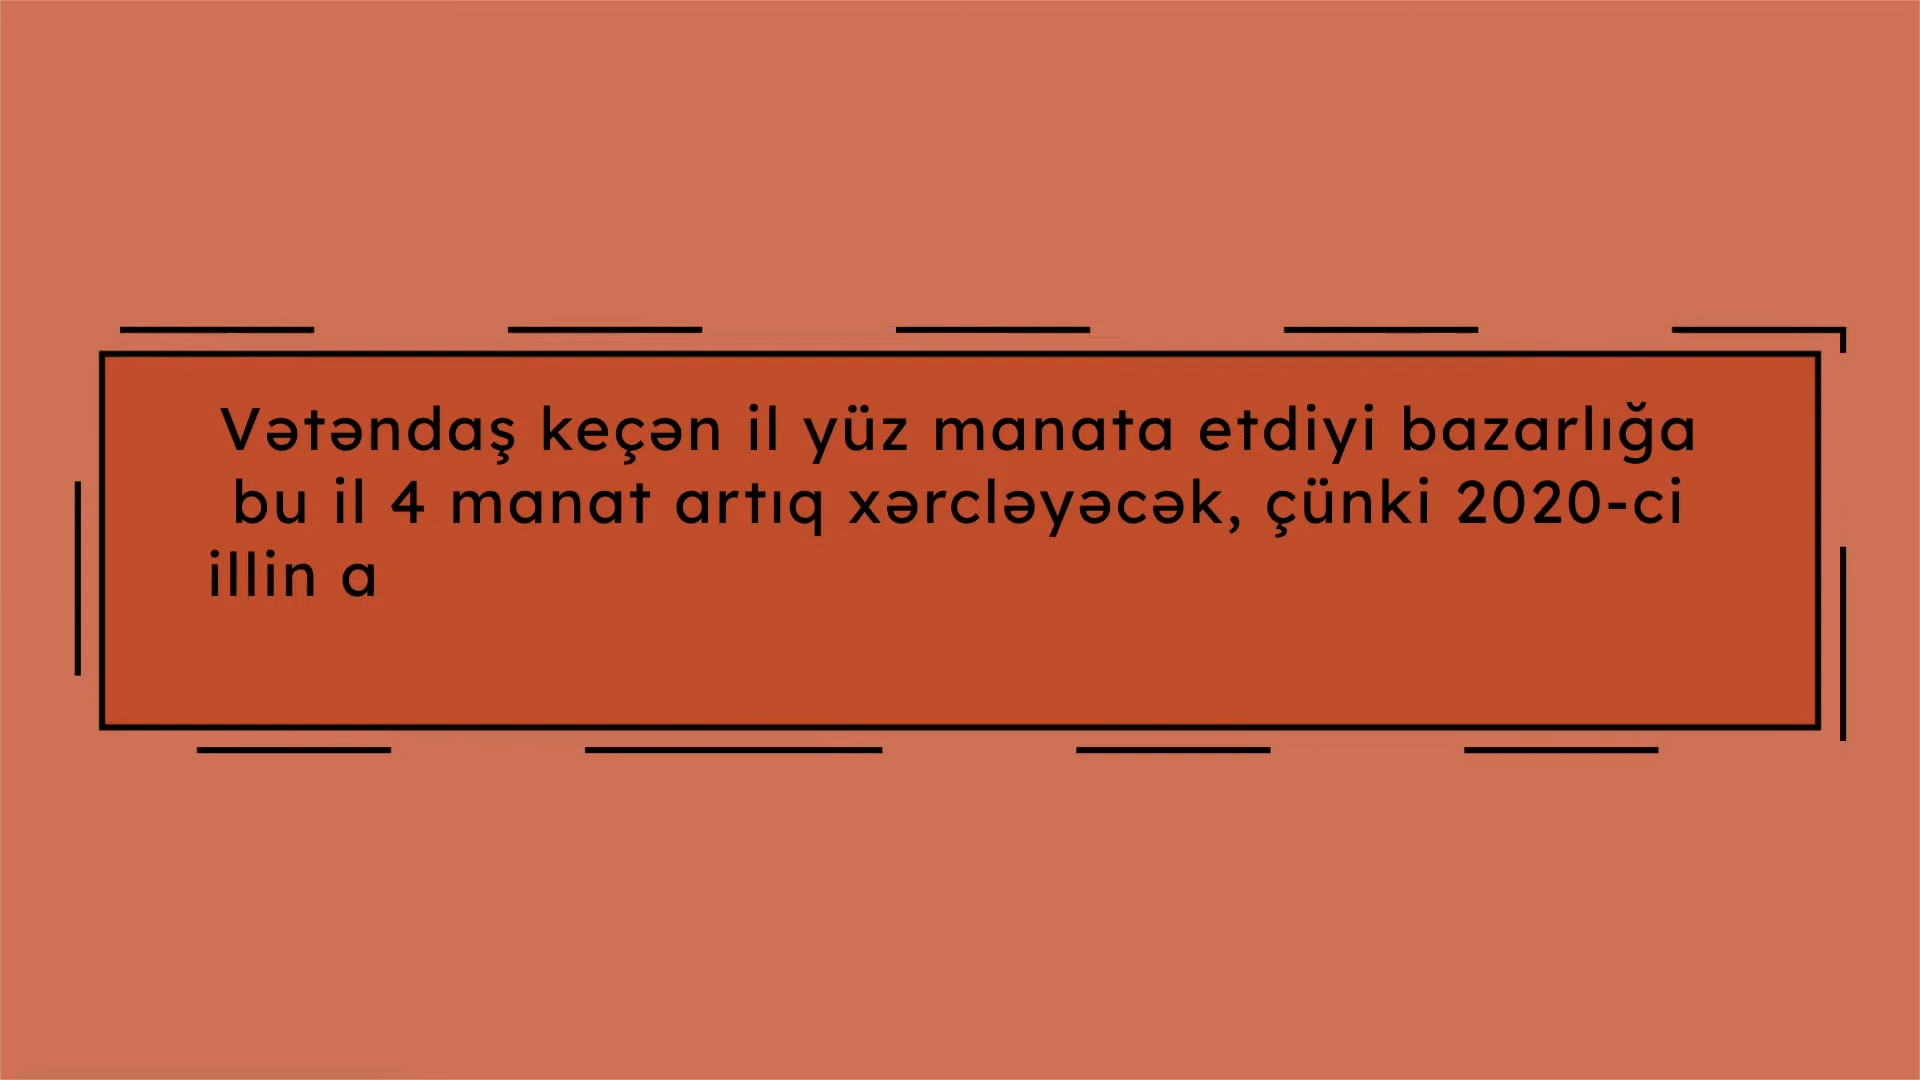 Vətəndaş keçən il yüz manata etdiyi bazarlığa
bu il 4 manat artıq xərcləyəcək, çünki 2020-ci
illin a